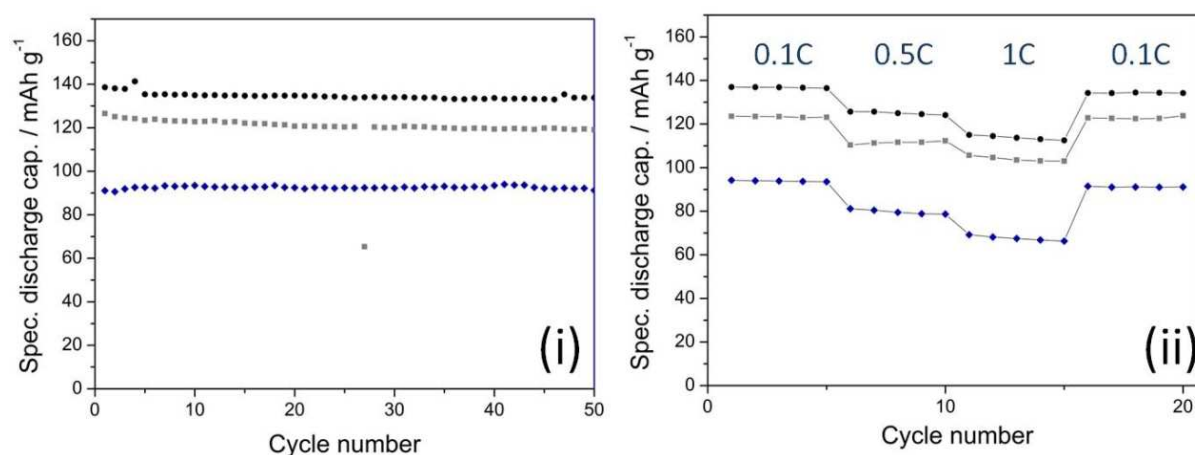 Spec. discharge cap. / mAh g⁻¹
160
140
120
100
80
60
40
20
0
0 10 20 30 40 50
Cycle number
(i)
Spec. discharge cap. / mAh g⁻¹
160
140
120
100
80
60
40
20
0
0.1C 0.5C 1C 0.1C
0 10 20
Cycle number
(ii)